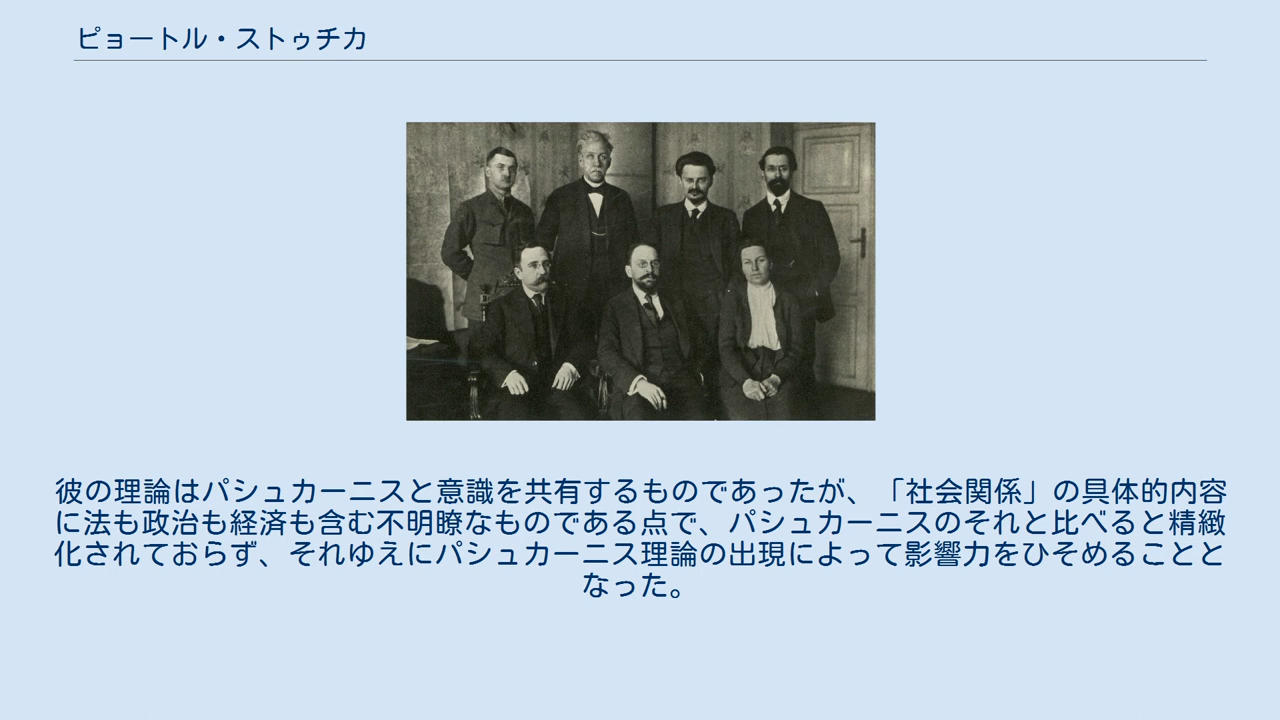 ピョートル・ストゥチカ
彼の理論はパシュカーニスと意識を共有するものであったが、「社会関係」の具体的内容
に法も政治も経済も含む不明瞭なものである点で、パシュカーニスのそれと比べると精緻
化されておらず、それゆえにパシュカーニス理論の出現によって影響力をひそめることと
なった。